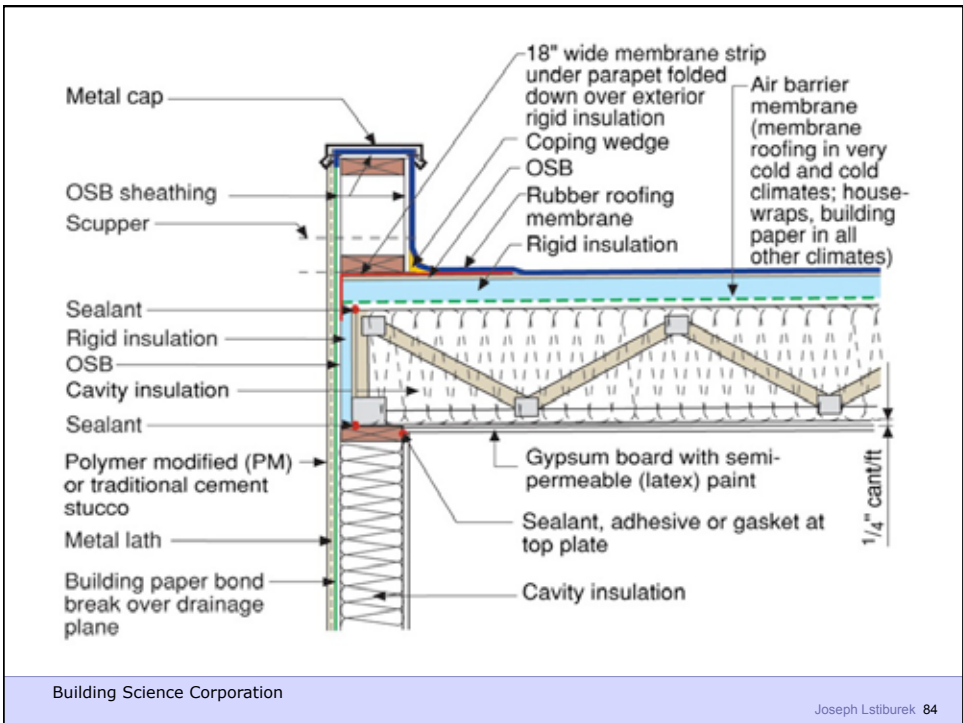 18" wide membrane strip
under parapet folded
down over exterior
rigid insulation
Coping wedge
OSB
Rubber roofing
membrane
Rigid insulation
Air barrier
membrane
(membrane
roofing in very
cold and cold
climates; house-
wraps, building
paper in all
other climates)
Metal cap
OSB sheathing
Scupper
Sealant
Rigid insulation
OSB
Cavity insulation
Sealant
Polymer modified (PM)
or traditional cement
stucco
Metal lath
Building paper bond
break over drainage
plane
Gypsum board with semi-
permeable (latex) paint
Sealant, adhesive or gasket at
top plate
Cavity insulation
1/4" cant/ft
Building Science Corporation
Joseph Lstiburek 84